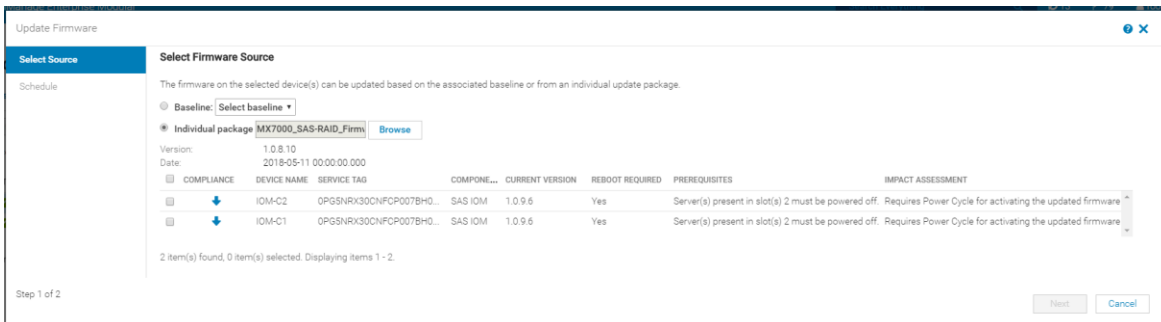 Manage Enterprise Modular
Update Firmware
Select Source
Schedule
Select Firmware Source
The firmware on the selected device(s) can be updated based on the associated baseline or from an individual update package.
Baseline: Select baseline
Individual package MX7000_SAS-RAID_Firmw Browse
Version: 1.0.8.10
Date: 2018-05-11 00:00:00.000
COMPLIANCE DEVICE NAME SERVICE TAG COMPONE... CURRENT VERSION REBOOT REQUIRED PREREQUISITES IMPACT ASSESSMENT
IOM-C2 0PG5NRX30CNFCP007BH0... SAS IOM 1.0.9.6 Yes Server(s) present in slot(s) 2 must be powered off. Requires Power Cycle for activating the updated firmware
IOM-C1 0PG5NRX30CNFCP007BH0... SAS IOM 1.0.9.6 Yes Server(s) present in slot(s) 2 must be powered off. Requires Power Cycle for activating the updated firmware
2 item(s) found, 0 item(s) selected. Displaying items 1 - 2.
Step 1 of 2
Next Cancel